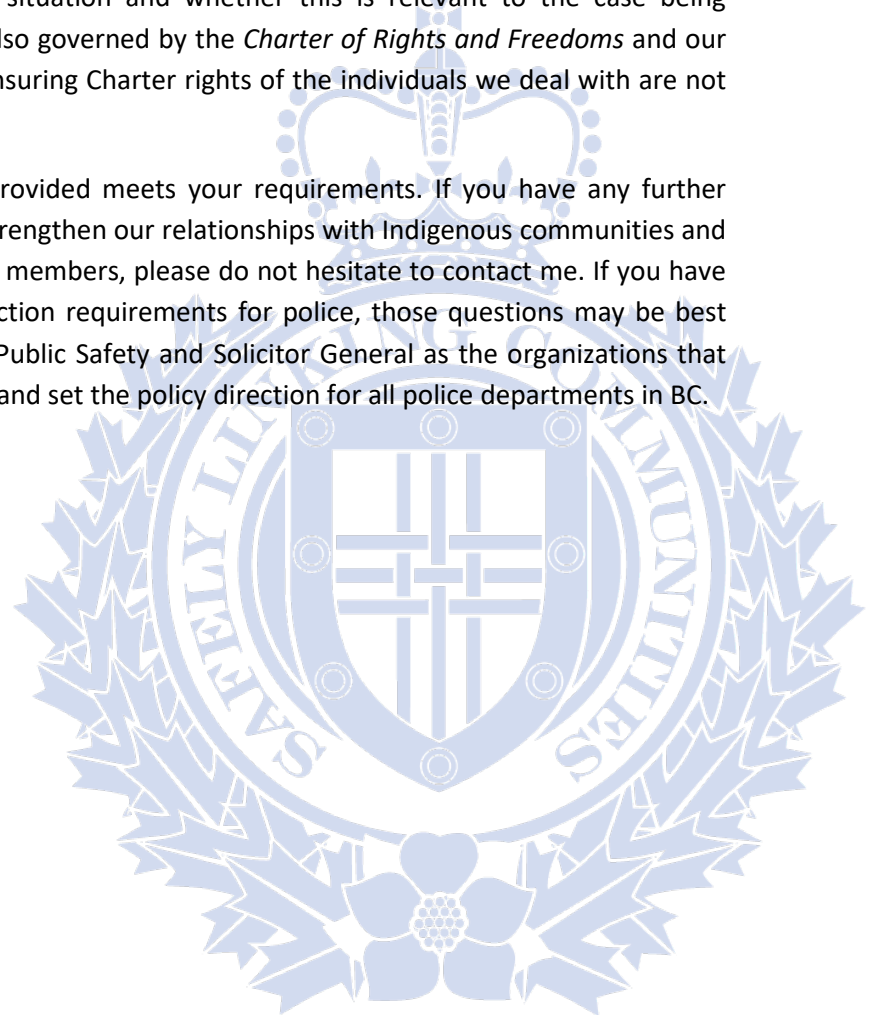 situation and whether this is relevant to the case being
lso governed by the Charter of Rights and Freedoms and our
nsuring Charter rights of the individuals we deal with are not
rovided meets your requirements. If you have any further
trengthen our relationships with Indigenous communities and
members, please do not hesitate to contact me. If you have
ction requirements for police, those questions may be best
Public Safety and Solicitor General as the organizations that
and set the policy direction for all police departments in BC.
SAFELY LINKING COMMUNITIES